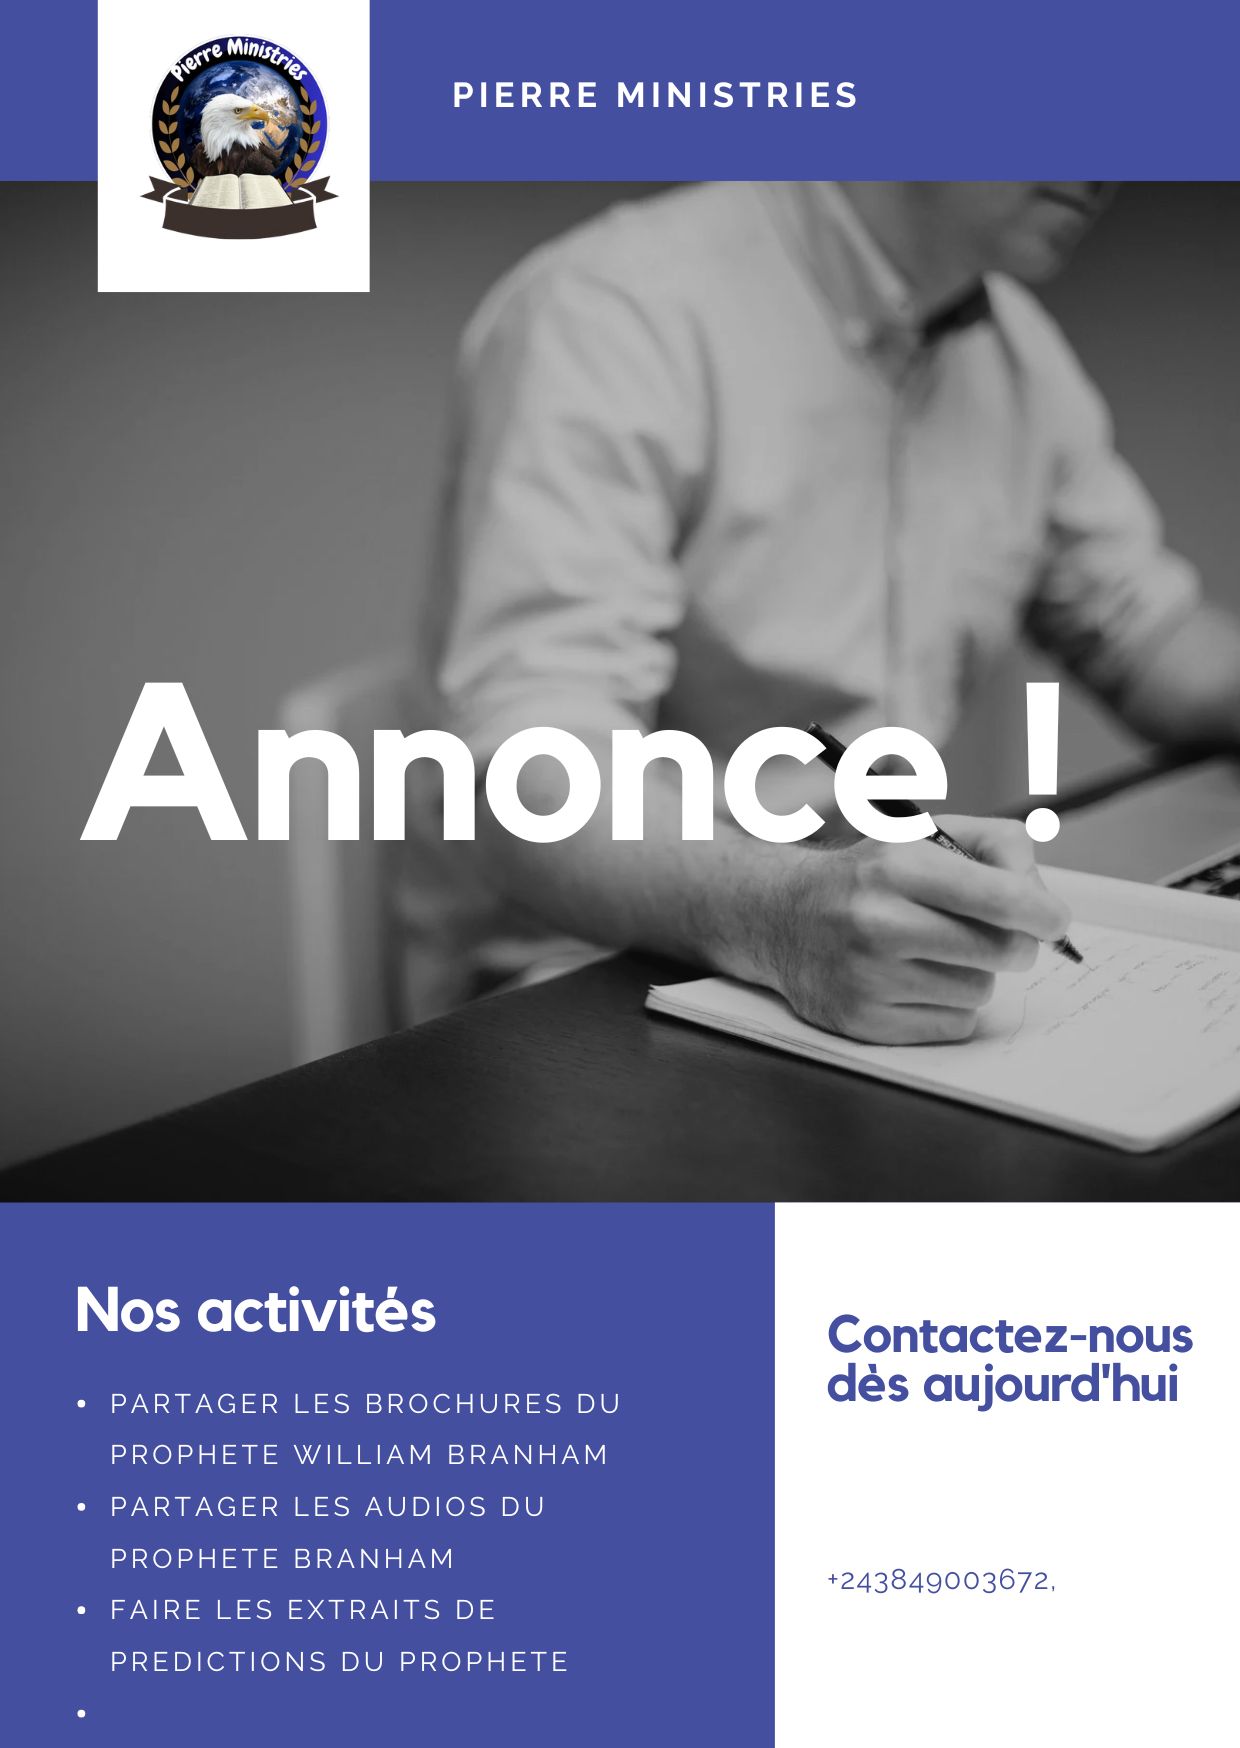 Pierre Ministries
PIERRE MINISTRIES
Annonce !
Nos activités
• PARTAGER LES BROCHURES DU
PROPHETE WILLIAM BRANHAM
• PARTAGER LES AUDIOS DU
PROPHETE BRANHAM
• FAIRE LES EXTRAITS DE
PREDICTIONS DU PROPHETE
•
Contactez-nous
dès aujourd'hui
+243849003672,